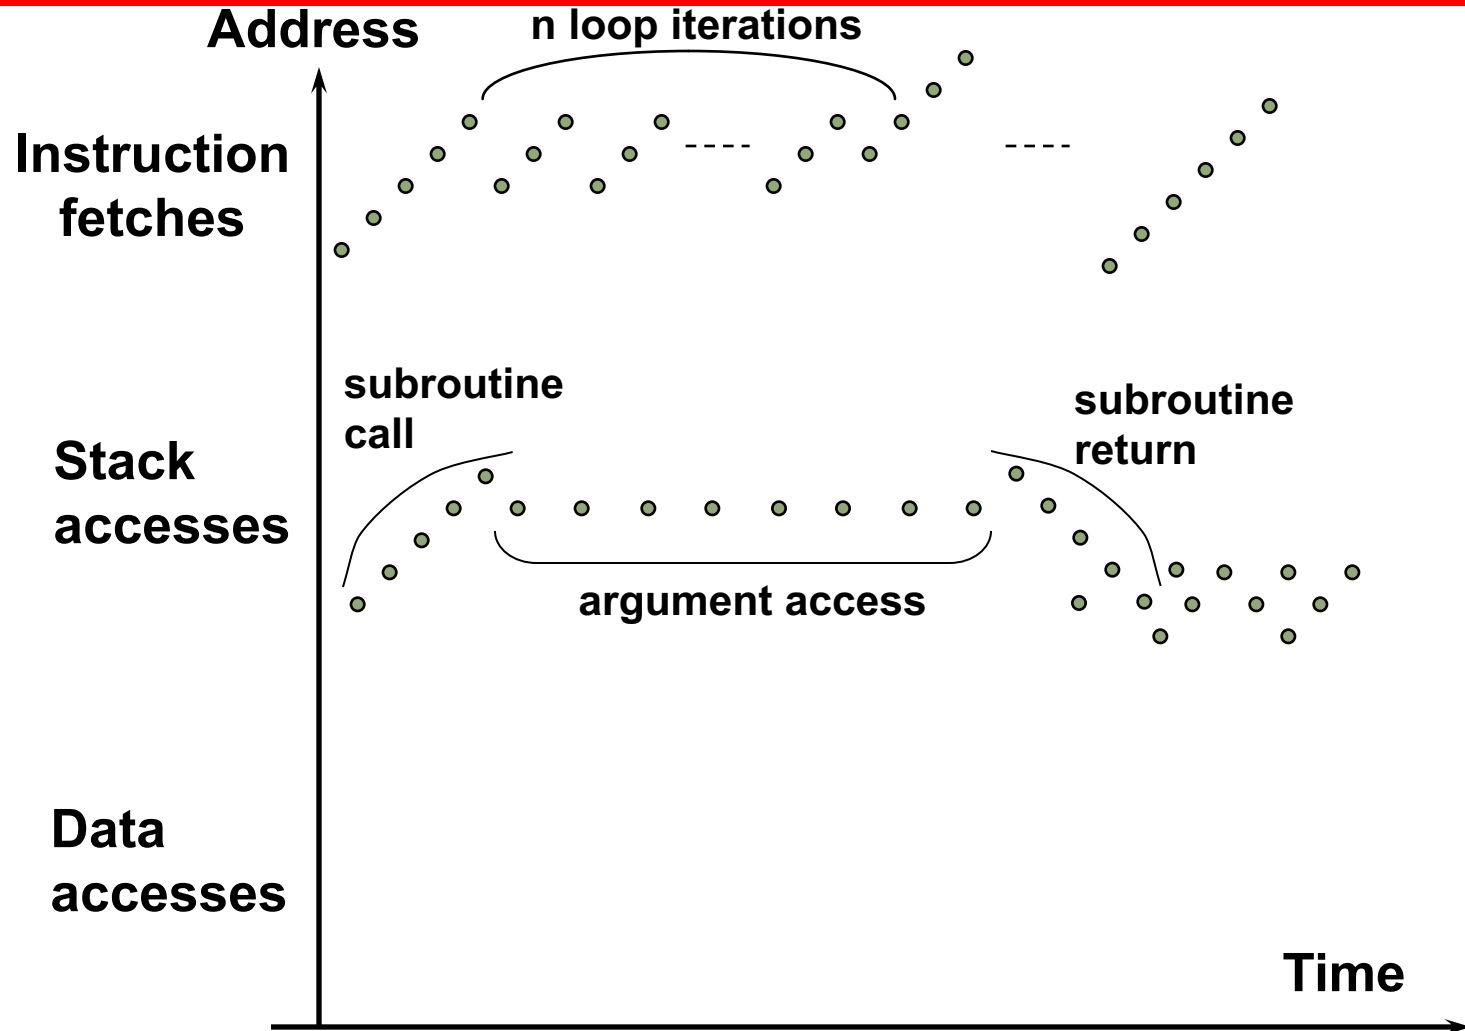 Address
n loop iterations
Instruction
fetches
subroutine
call
subroutine
return
Stack
accesses
argument access
Data
accesses
Time